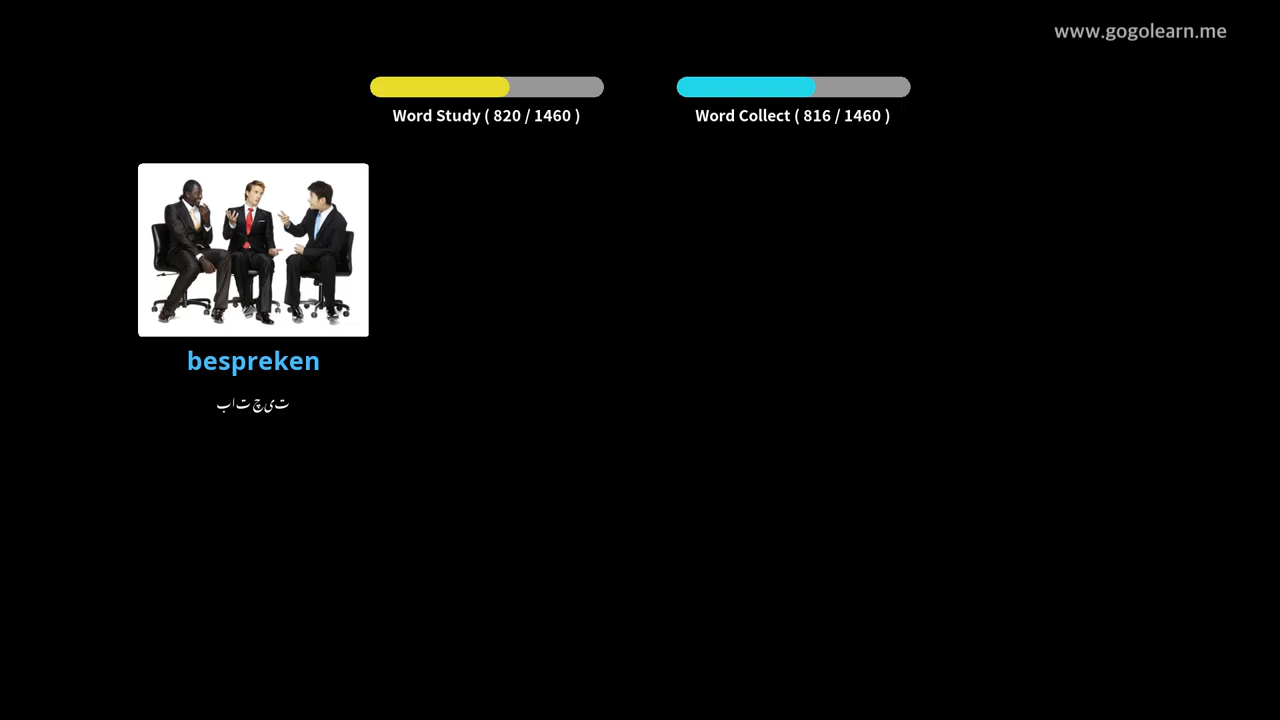 www.gogolearn.me
Word Study ( 820 / 1460 )
Word Collect ( 816 / 1460 )
bespreken
بات چیت